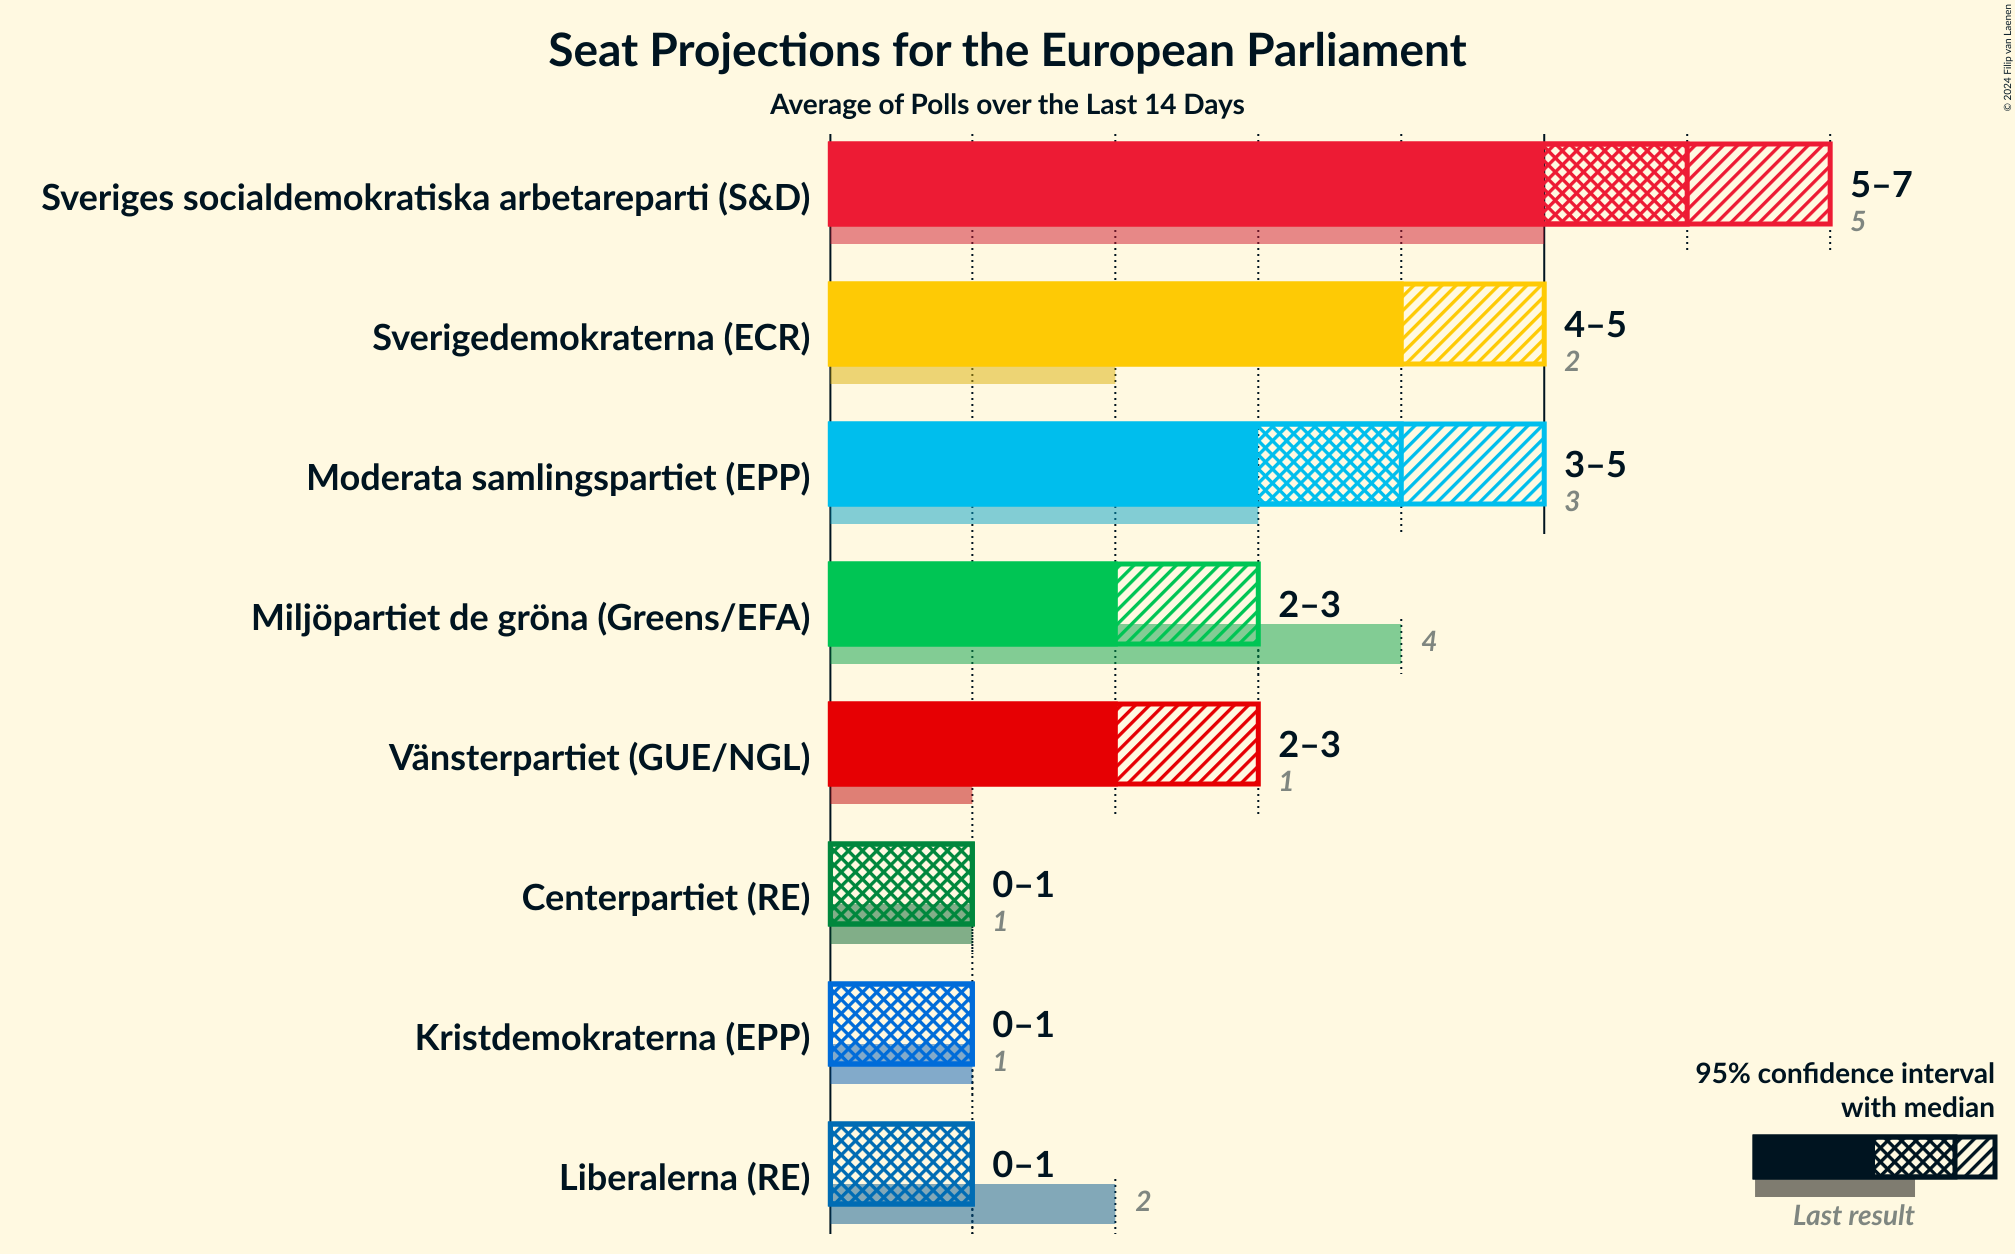 Seat Projections for the European Parliament
Average of Polls over the Last 14 Days
© 2024 Filip van Laenen
Sveriges socialdemokratiska arbetareparti (S&D)
5–7
5
Sverigedemokraterna (ECR)
4–5
2
Moderata samlingspartiet (EPP)
3–5
3
Miljöpartiet de gröna (Greens/EFA)
2–3
4
Vänsterpartiet (GUE/NGL)
2–3
1
Centerpartiet (RE)
0–1
1
Kristdemokraterna (EPP)
0–1
1
Liberalerna (RE)
0–1
2
95% confidence interval
with median
Last result